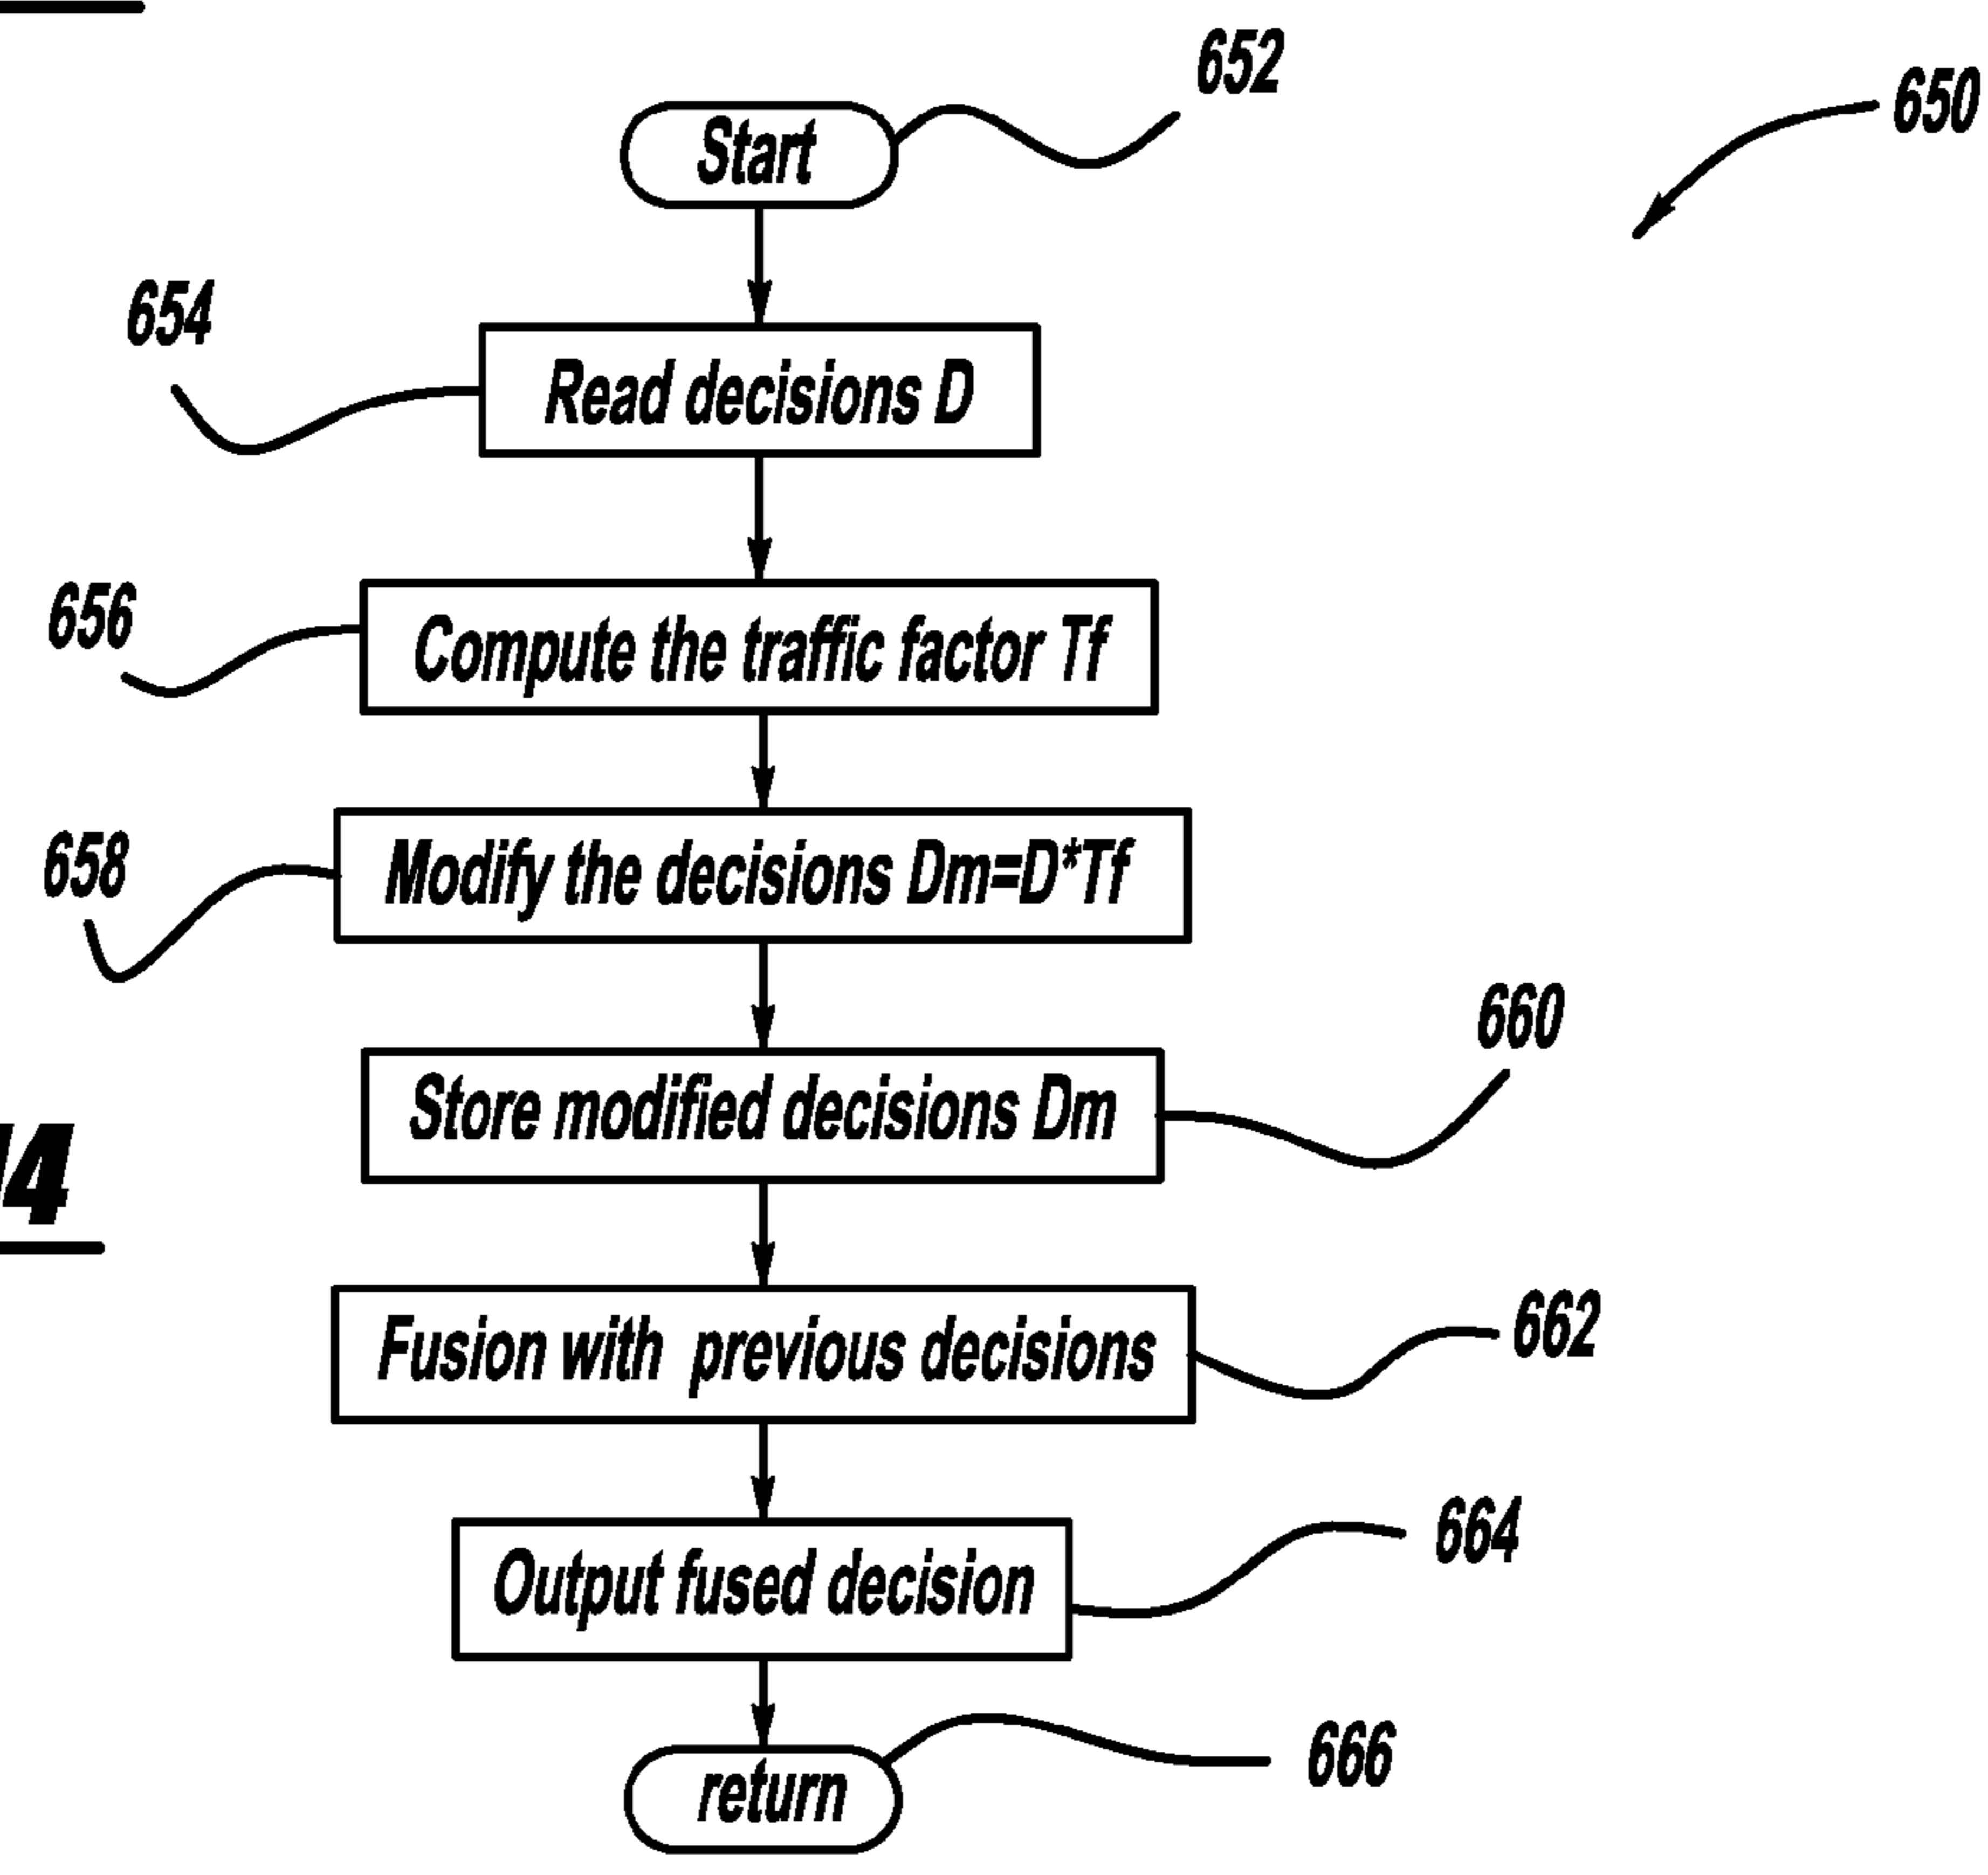 652
650
Start
654
Read decisions D
656
Compute the traffic factor Tf
658
Modify the decisions Dm=D*Tf
660
Store modified decisions Dm
4
662
Fusion with previous decisions
664
Output fused decision
666
return